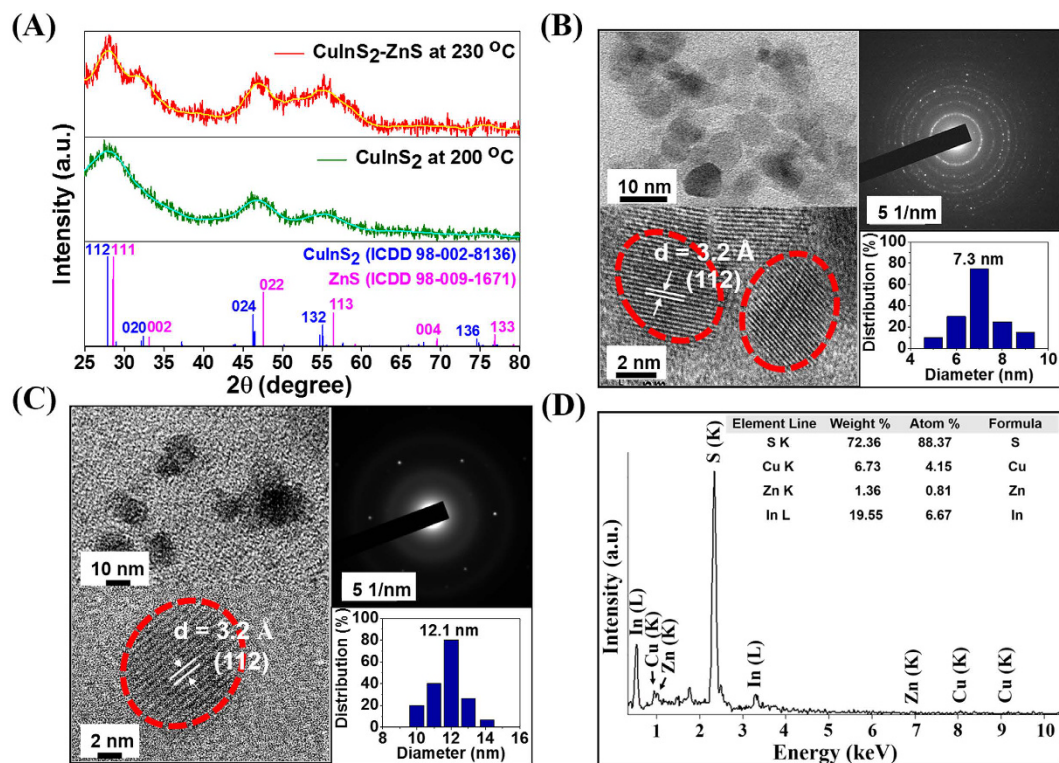 (A)
CuInS₂-ZnS at 230 °C
CuInS₂ at 200 °C
CuInS₂ (ICDD 98-002-8136)
ZnS (ICDD 98-009-1671)
112 111
020 002
024
022
132
113
004
136
133
Intensity (a.u.)
25 30 35 40 45 50 55 60 65 70 75 80
2θ (degree)
(B)
10 nm
5 1/nm
d = 3.2 Å
(112)
2 nm
7.3 nm
Distribution (%)
100
80
60
40
20
0
4 6 8 10
Diameter (nm)
(C)
10 nm
5 1/nm
d = 3.2 Å
(112)
2 nm
12.1 nm
Distribution (%)
100
80
60
40
20
0
8 10 12 14 16
Diameter (nm)
(D)
Element Line Weight % Atom % Formula
S K 72.36 88.37 S
Cu K 6.73 4.15 Cu
Zn K 1.36 0.81 Zn
In L 19.55 6.67 In
In (L)
Cu (K)
Zn (K)
S (K)
In (L)
Zn (K)
Cu (K)
Cu (K)
Intensity (a.u.)
1 2 3 4 5 6 7 8 9 10
Energy (keV)